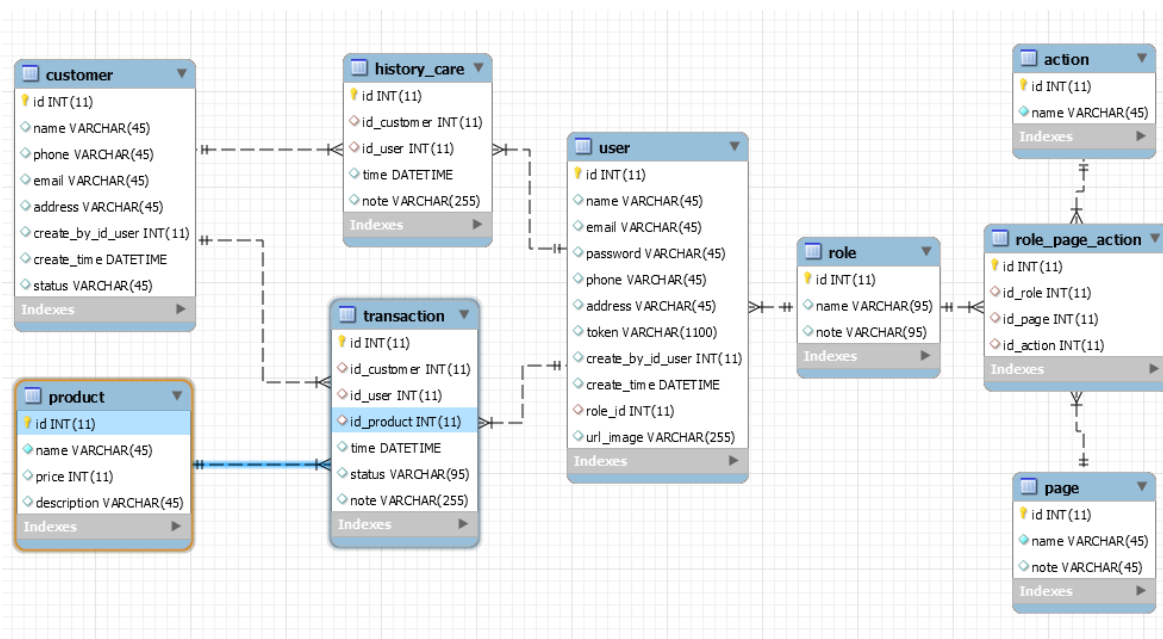 customer
id INT(11)
name VARCHAR(45)
phone VARCHAR(45)
email VARCHAR(45)
address VARCHAR(45)
create_by_id_user INT(11)
create_time DATETIME
status VARCHAR(45)
Indexes
product
id INT(11)
name VARCHAR(45)
price INT(11)
description VARCHAR(45)
Indexes
history_care
id INT(11)
id_customer INT(11)
id_user INT(11)
time DATETIME
note VARCHAR(255)
Indexes
transaction
id INT(11)
id_customer INT(11)
id_user INT(11)
id_product INT(11)
time DATETIME
status VARCHAR(95)
note VARCHAR(255)
Indexes
user
id INT(11)
name VARCHAR(45)
email VARCHAR(45)
password VARCHAR(45)
phone VARCHAR(45)
address VARCHAR(45)
token VARCHAR(1100)
create_by_id_user INT(11)
create_time DATETIME
role_id INT(11)
url_image VARCHAR(255)
Indexes
role
id INT(11)
name VARCHAR(95)
note VARCHAR(95)
Indexes
action
id INT(11)
name VARCHAR(45)
Indexes
role_page_action
id INT(11)
id_role INT(11)
id_page INT(11)
id_action INT(11)
Indexes
page
id INT(11)
name VARCHAR(45)
note VARCHAR(45)
Indexes